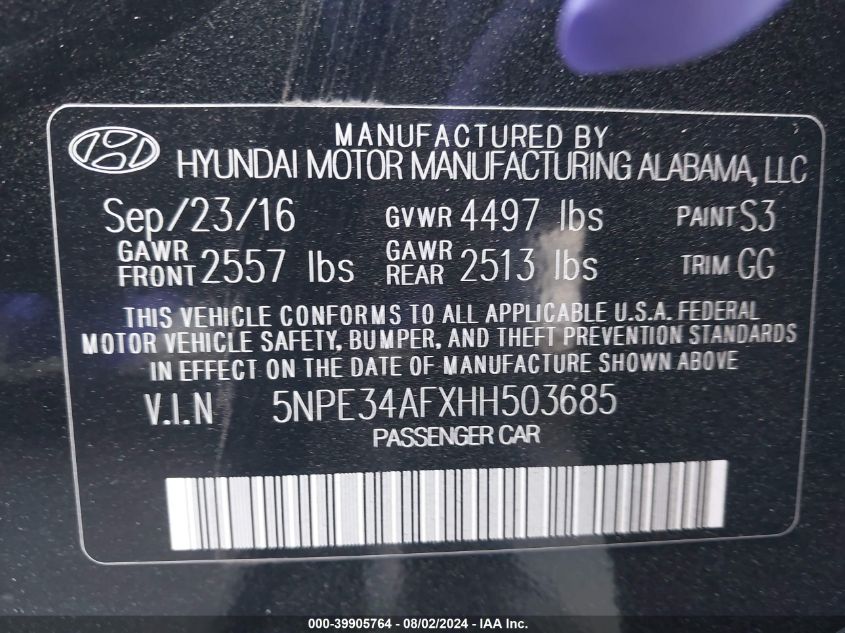 MANUFACTURED BY
HYUNDAI MOTOR MANUFACTURING ALABAMA, LLC
Sep/23/16 GVWR 4497 lbs PAINT S3
GAWR FRONT 2557 lbs GAWR REAR 2513 lbs TRIM GG
THIS VEHICLE CONFORMS TO ALL APPLICABLE U.S.A. FEDERAL
MOTOR VEHICLE SAFETY, BUMPER, AND THEFT PREVENTION STANDARDS
IN EFFECT ON THE DATE OF MANUFACTURE SHOWN ABOVE
V.I.N 5NPE34AFXHH503685
PASSENGER CAR
000-39905764 - 08/02/2024 - IAA Inc.